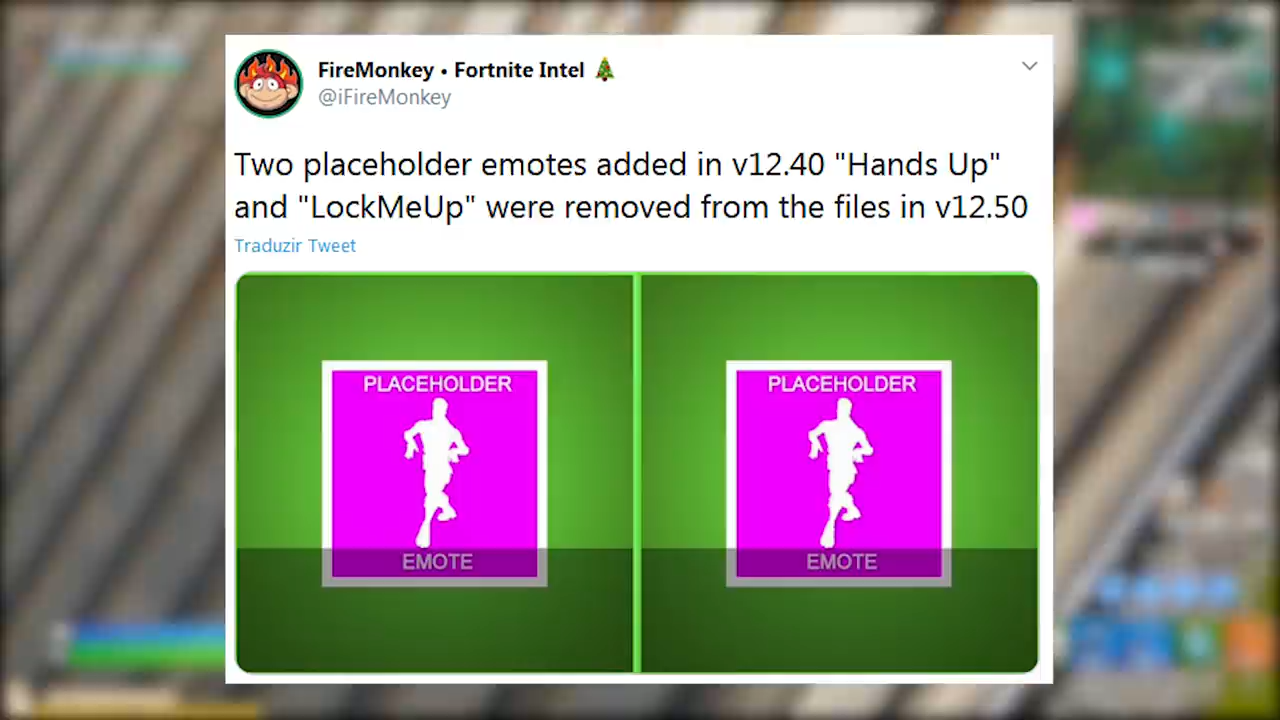 FireMonkey • Fortnite Intel 🎄
@iFireMonkey
Two placeholder emotes added in v12.40 "Hands Up"
and "LockMeUp" were removed from the files in v12.50
Traduzir Tweet
PLACEHOLDER
EMOTE
PLACEHOLDER
EMOTE